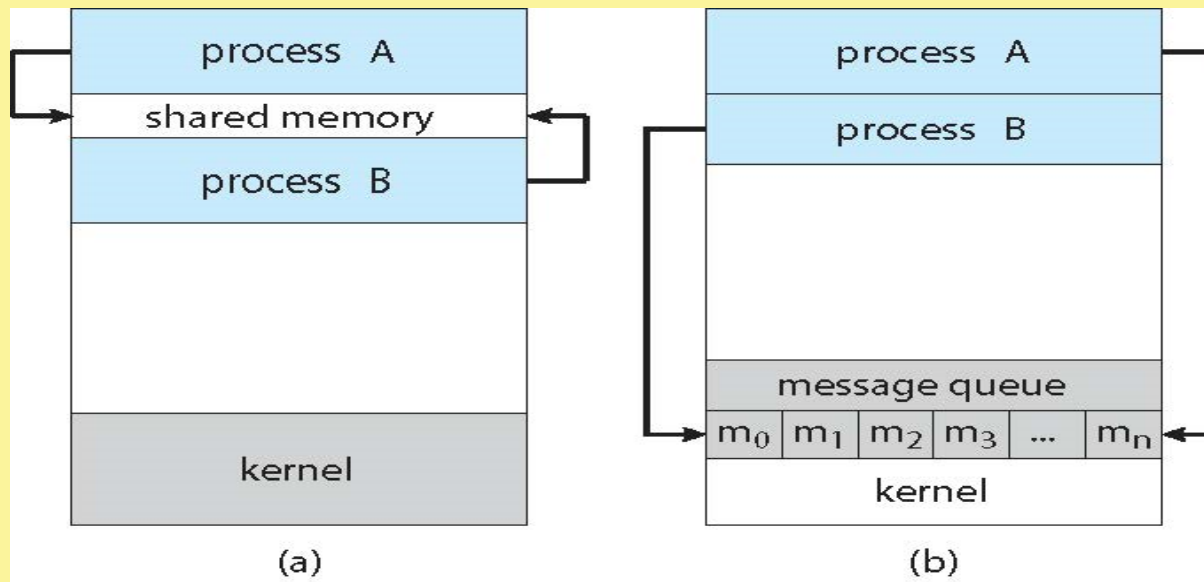 process A
shared memory
process B
kernel
(a)
process A
process B
message queue
m₀ m₁ m₂ m₃ ... mₙ
kernel
(b)